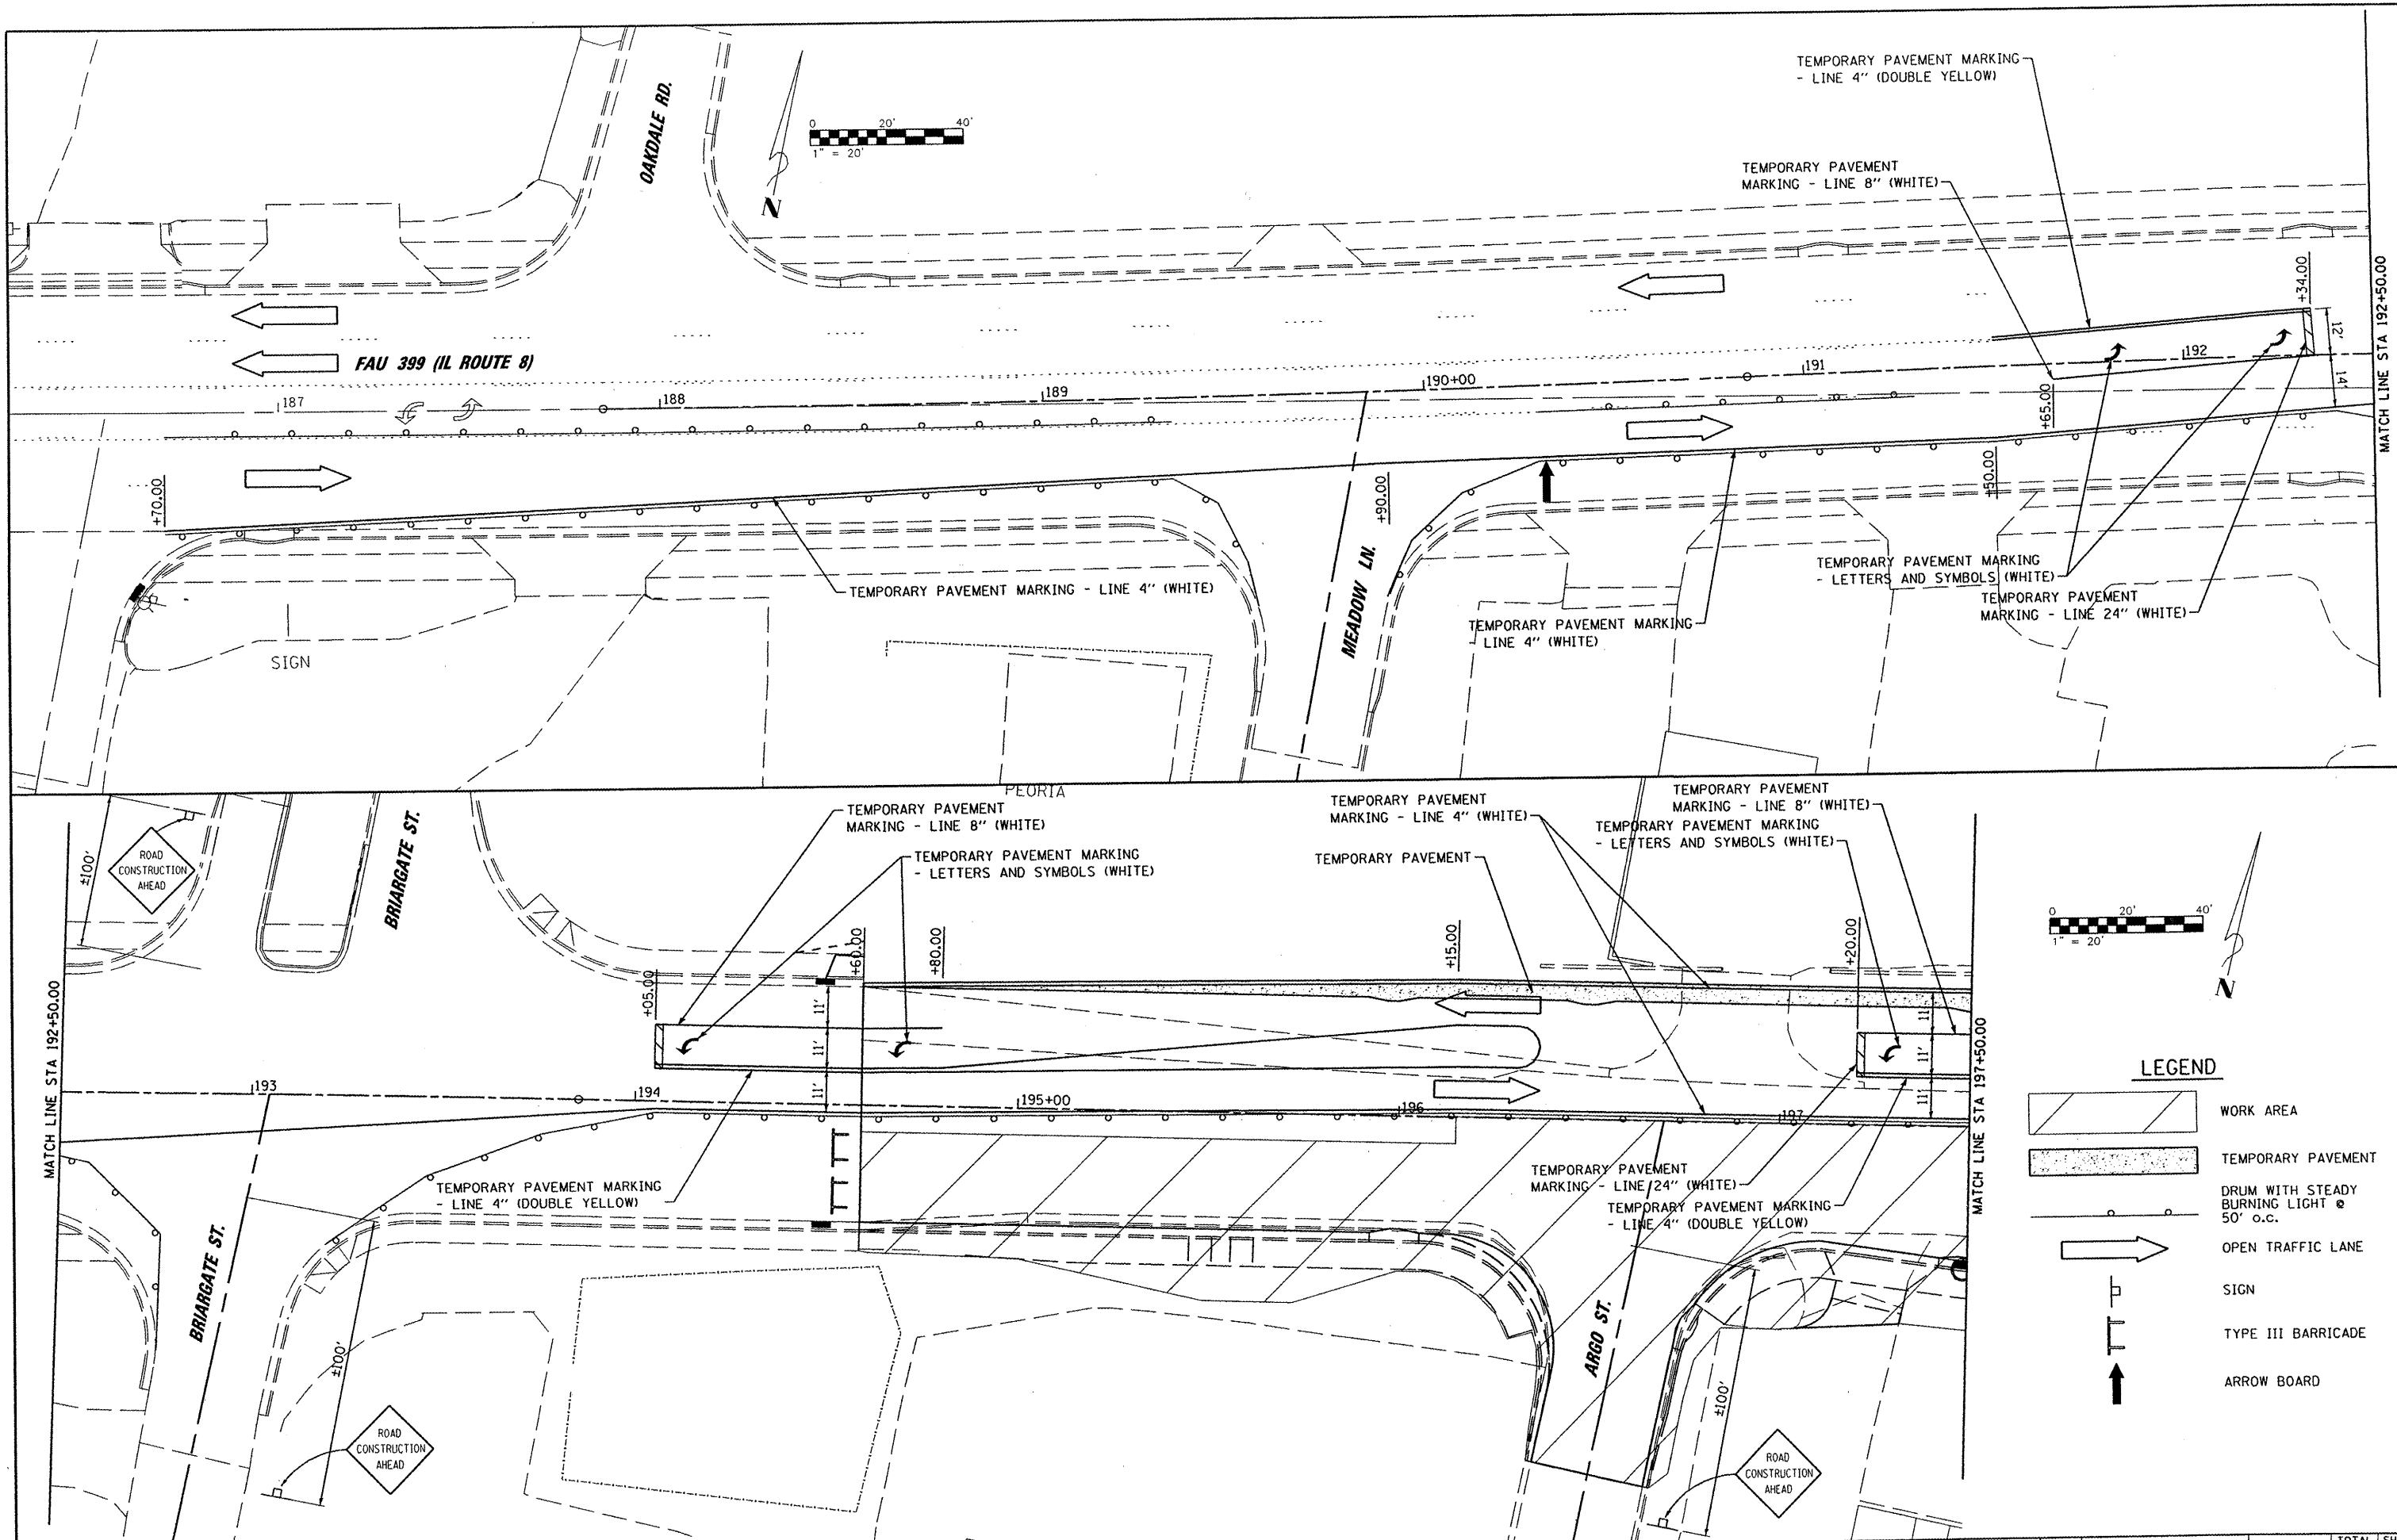 TEMPORARY PAVEMENT MARKING
- LINE 4" (DOUBLE YELLOW)
OAKDALE RD.
0 20' 40'
1" = 20'
N
TEMPORARY PAVEMENT
MARKING - LINE 8" (WHITE)
+34.00
MATCH LINE STA 192+50.00
12'
14'
FAU 399 (IL ROUTE 8)
187
188
189
190+00
191
192
+65.00
+70.00
+90.00
+50.00
TEMPORARY PAVEMENT MARKING - LINE 4" (WHITE)
MEADOW LN.
TEMPORARY PAVEMENT MARKING
- LINE 4" (WHITE)
TEMPORARY PAVEMENT MARKING
- LETTERS AND SYMBOLS (WHITE)
TEMPORARY PAVEMENT
MARKING - LINE 24" (WHITE)
SIGN
PEORIA
TEMPORARY PAVEMENT
MARKING - LINE 8" (WHITE)
TEMPORARY PAVEMENT MARKING
- LETTERS AND SYMBOLS (WHITE)
TEMPORARY PAVEMENT
MARKING - LINE 4" (WHITE)
TEMPORARY PAVEMENT
TEMPORARY PAVEMENT
MARKING - LINE 8" (WHITE)
TEMPORARY PAVEMENT MARKING
- LETTERS AND SYMBOLS (WHITE)
±100'
ROAD
CONSTRUCTION
AHEAD
BRIARGATE ST.
0 20' 40'
1" = 20'
N
+05.00
+60.00
+80.00
+15.00
+20.00
11'
11'
11'
11'
11'
11'
MATCH LINE STA 192+50.00
MATCH LINE STA 197+50.00
193
194
195+00
196
197
TEMPORARY PAVEMENT MARKING
- LINE 4" (DOUBLE YELLOW)
TEMPORARY PAVEMENT
MARKING - LINE 24" (WHITE)
TEMPORARY PAVEMENT MARKING
- LINE 4" (DOUBLE YELLOW)
BRIARGATE ST.
±100'
ROAD
CONSTRUCTION
AHEAD
ARGO ST.
±100'
ROAD
CONSTRUCTION
AHEAD
LEGEND
WORK AREA
TEMPORARY PAVEMENT
DRUM WITH STEADY
BURNING LIGHT @
50' o.c.
OPEN TRAFFIC LANE
SIGN
TYPE III BARRICADE
ARROW BOARD